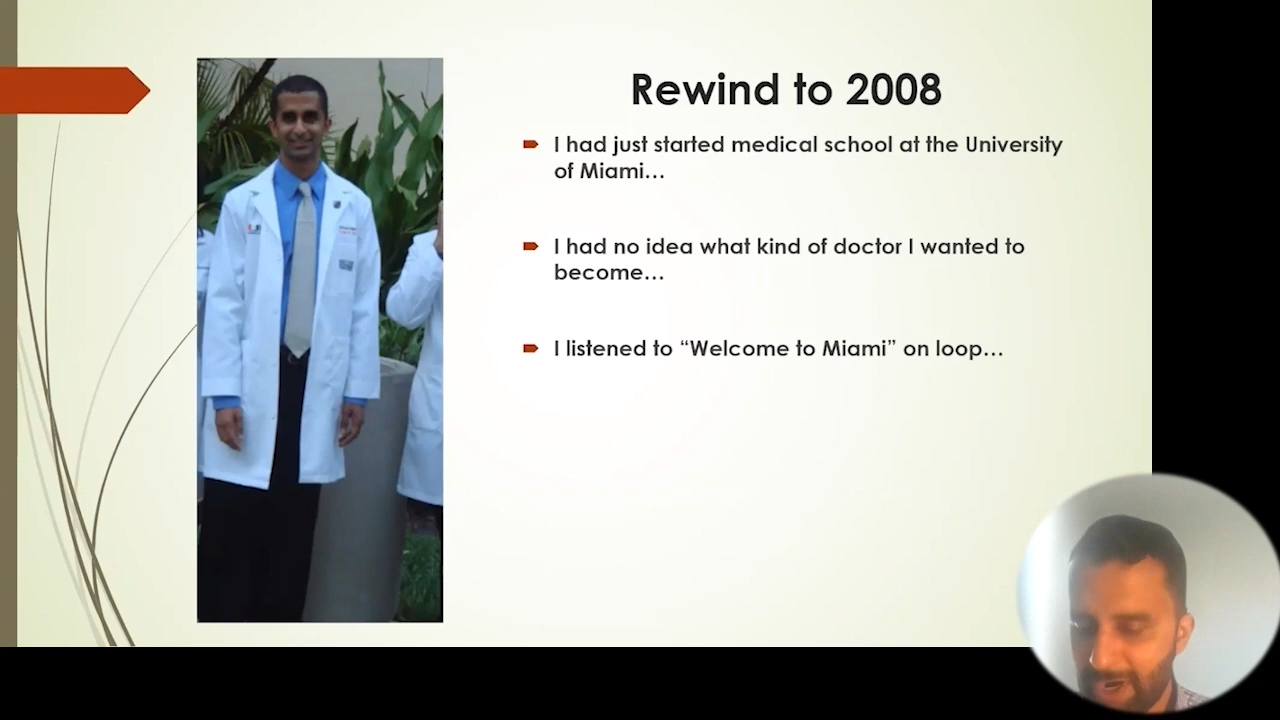 Rewind to 2008
I had just started medical school at the University
of Miami…
I had no idea what kind of doctor I wanted to
become…
I listened to “Welcome to Miami” on loop…